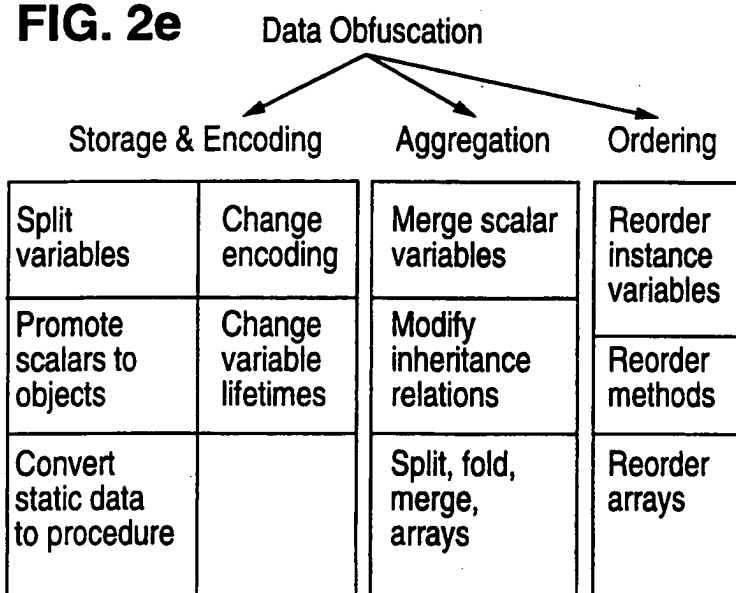 FIG. 2e
Data Obfuscation
Storage & Encoding
Aggregation
Ordering
Split
variables
Change
encoding
Merge scalar
variables
Reorder
instance
variables
Promote
scalars to
objects
Change
variable
lifetimes
Modify
inheritance
relations
Reorder
methods
Convert
static data
to procedure
Split, fold,
merge,
arrays
Reorder
arrays